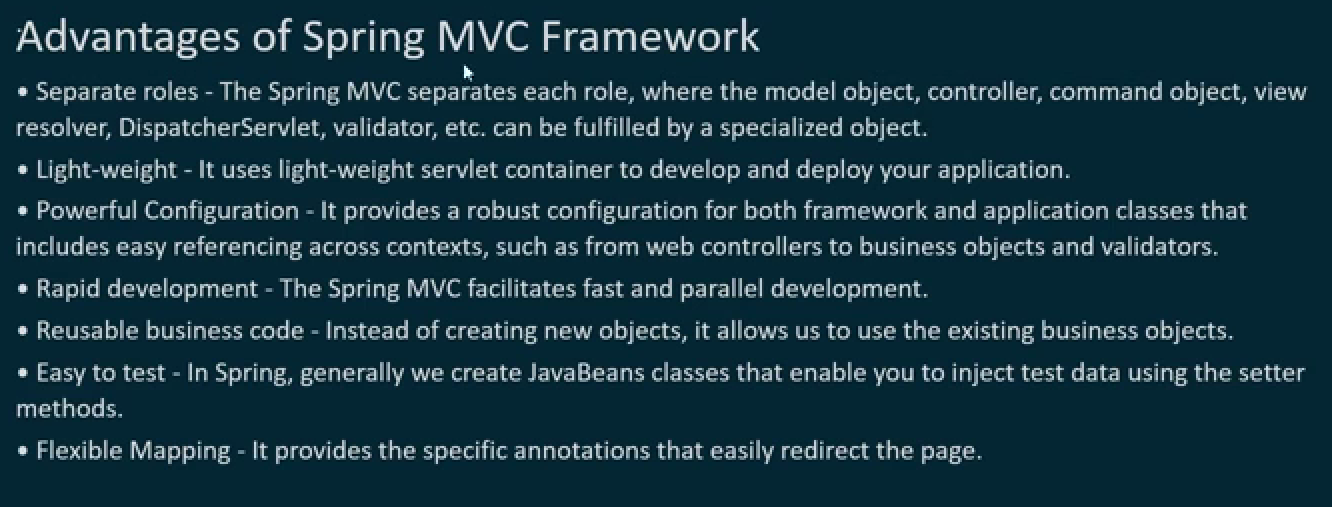 Advantages of Spring MVC Framework
• Separate roles - The Spring MVC separates each role, where the model object, controller, command object, view
resolver, DispatcherServlet, validator, etc. can be fulfilled by a specialized object.
• Light-weight - It uses light-weight servlet container to develop and deploy your application.
• Powerful Configuration - It provides a robust configuration for both framework and application classes that
includes easy referencing across contexts, such as from web controllers to business objects and validators.
• Rapid development - The Spring MVC facilitates fast and parallel development.
• Reusable business code - Instead of creating new objects, it allows us to use the existing business objects.
• Easy to test - In Spring, generally we create JavaBeans classes that enable you to inject test data using the setter
methods.
• Flexible Mapping - It provides the specific annotations that easily redirect the page.